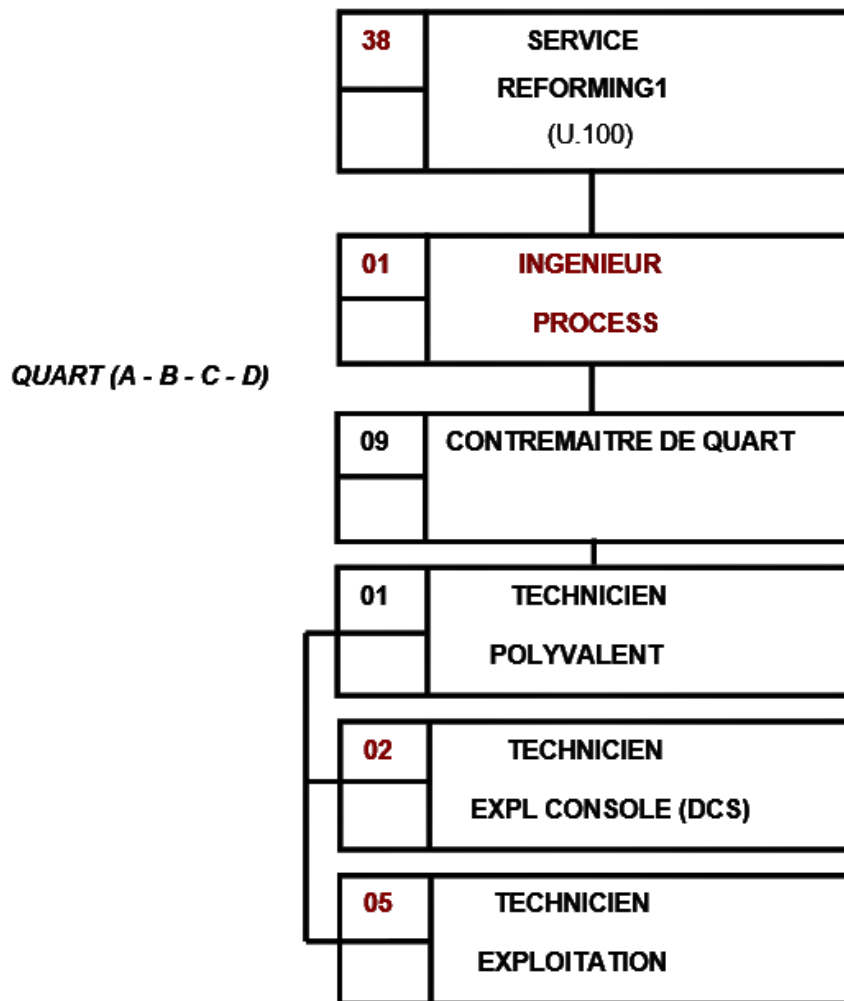 38 SERVICE
REFORMING1
(U.100)
01 INGENIEUR
PROCESS
QUART (A - B - C - D)
09 CONTREMAITRE DE QUART
01 TECHNICIEN
POLYVALENT
02 TECHNICIEN
EXPL CONSOLE (DCS)
05 TECHNICIEN
EXPLOITATION